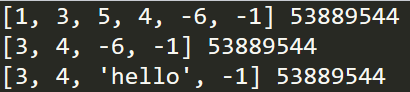 [1, 3, 5, 4, -6, -1] 53889544
[3, 4, -6, -1] 53889544
[3, 4, 'hello', -1] 53889544